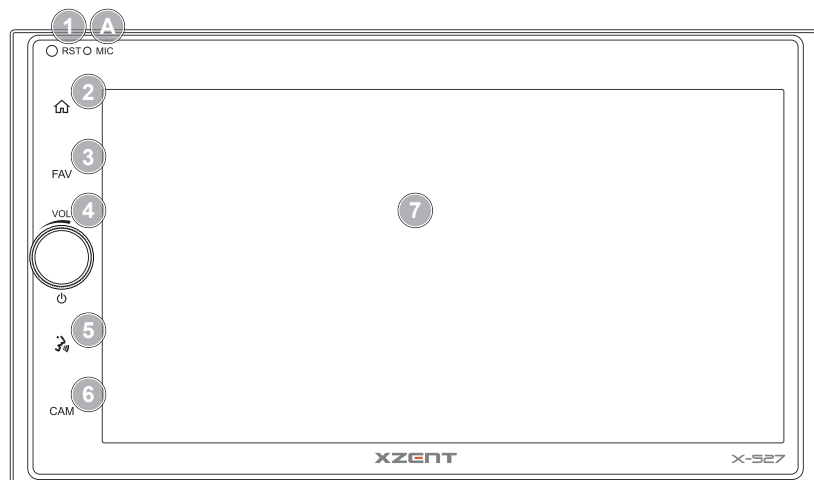 1 A
RST MIC
2
3
FAV
VOL 4
7
5
CAM 6
XZENT X-527